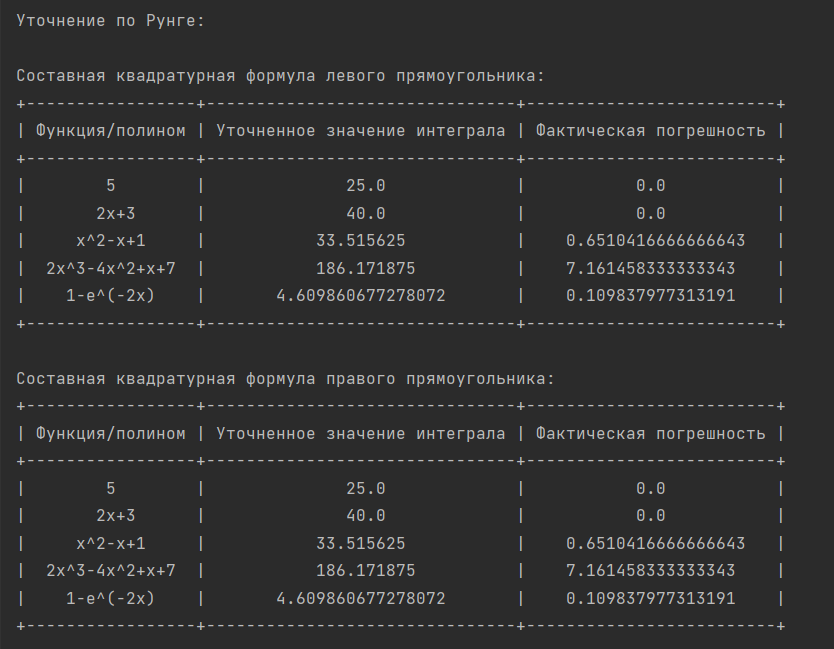 Уточнение по Рунге:
Составная квадратурная формула левого прямоугольника:
+-----------------+-------------------------------+-------------------------+
| Функция/полином | Уточненное значение интеграла | Фактическая погрешность |
+-----------------+-------------------------------+-------------------------+
| 5 | 25.0 | 0.0 |
| 2x+3 | 40.0 | 0.0 |
| x^2-x+1 | 33.515625 | 0.6510416666666643 |
| 2x^3-4x^2+x+7 | 186.171875 | 7.161458333333343 |
| 1-e^(-2x) | 4.609860677278072 | 0.109837977313191 |
+-----------------+-------------------------------+-------------------------+
Составная квадратурная формула правого прямоугольника:
+-----------------+-------------------------------+-------------------------+
| Функция/полином | Уточненное значение интеграла | Фактическая погрешность |
+-----------------+-------------------------------+-------------------------+
| 5 | 25.0 | 0.0 |
| 2x+3 | 40.0 | 0.0 |
| x^2-x+1 | 33.515625 | 0.6510416666666643 |
| 2x^3-4x^2+x+7 | 186.171875 | 7.161458333333343 |
| 1-e^(-2x) | 4.609860677278072 | 0.109837977313191 |
+-----------------+-------------------------------+-------------------------+